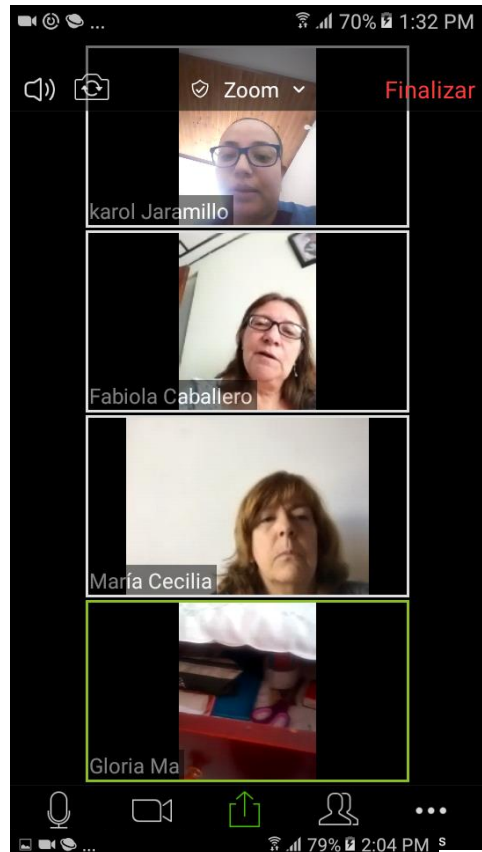 ... 70% 1:32 PM
Zoom Finalizar
karol Jaramillo
Fabiola Caballero
María Cecilia
Gloria Ma
... 79% 2:04 PM s